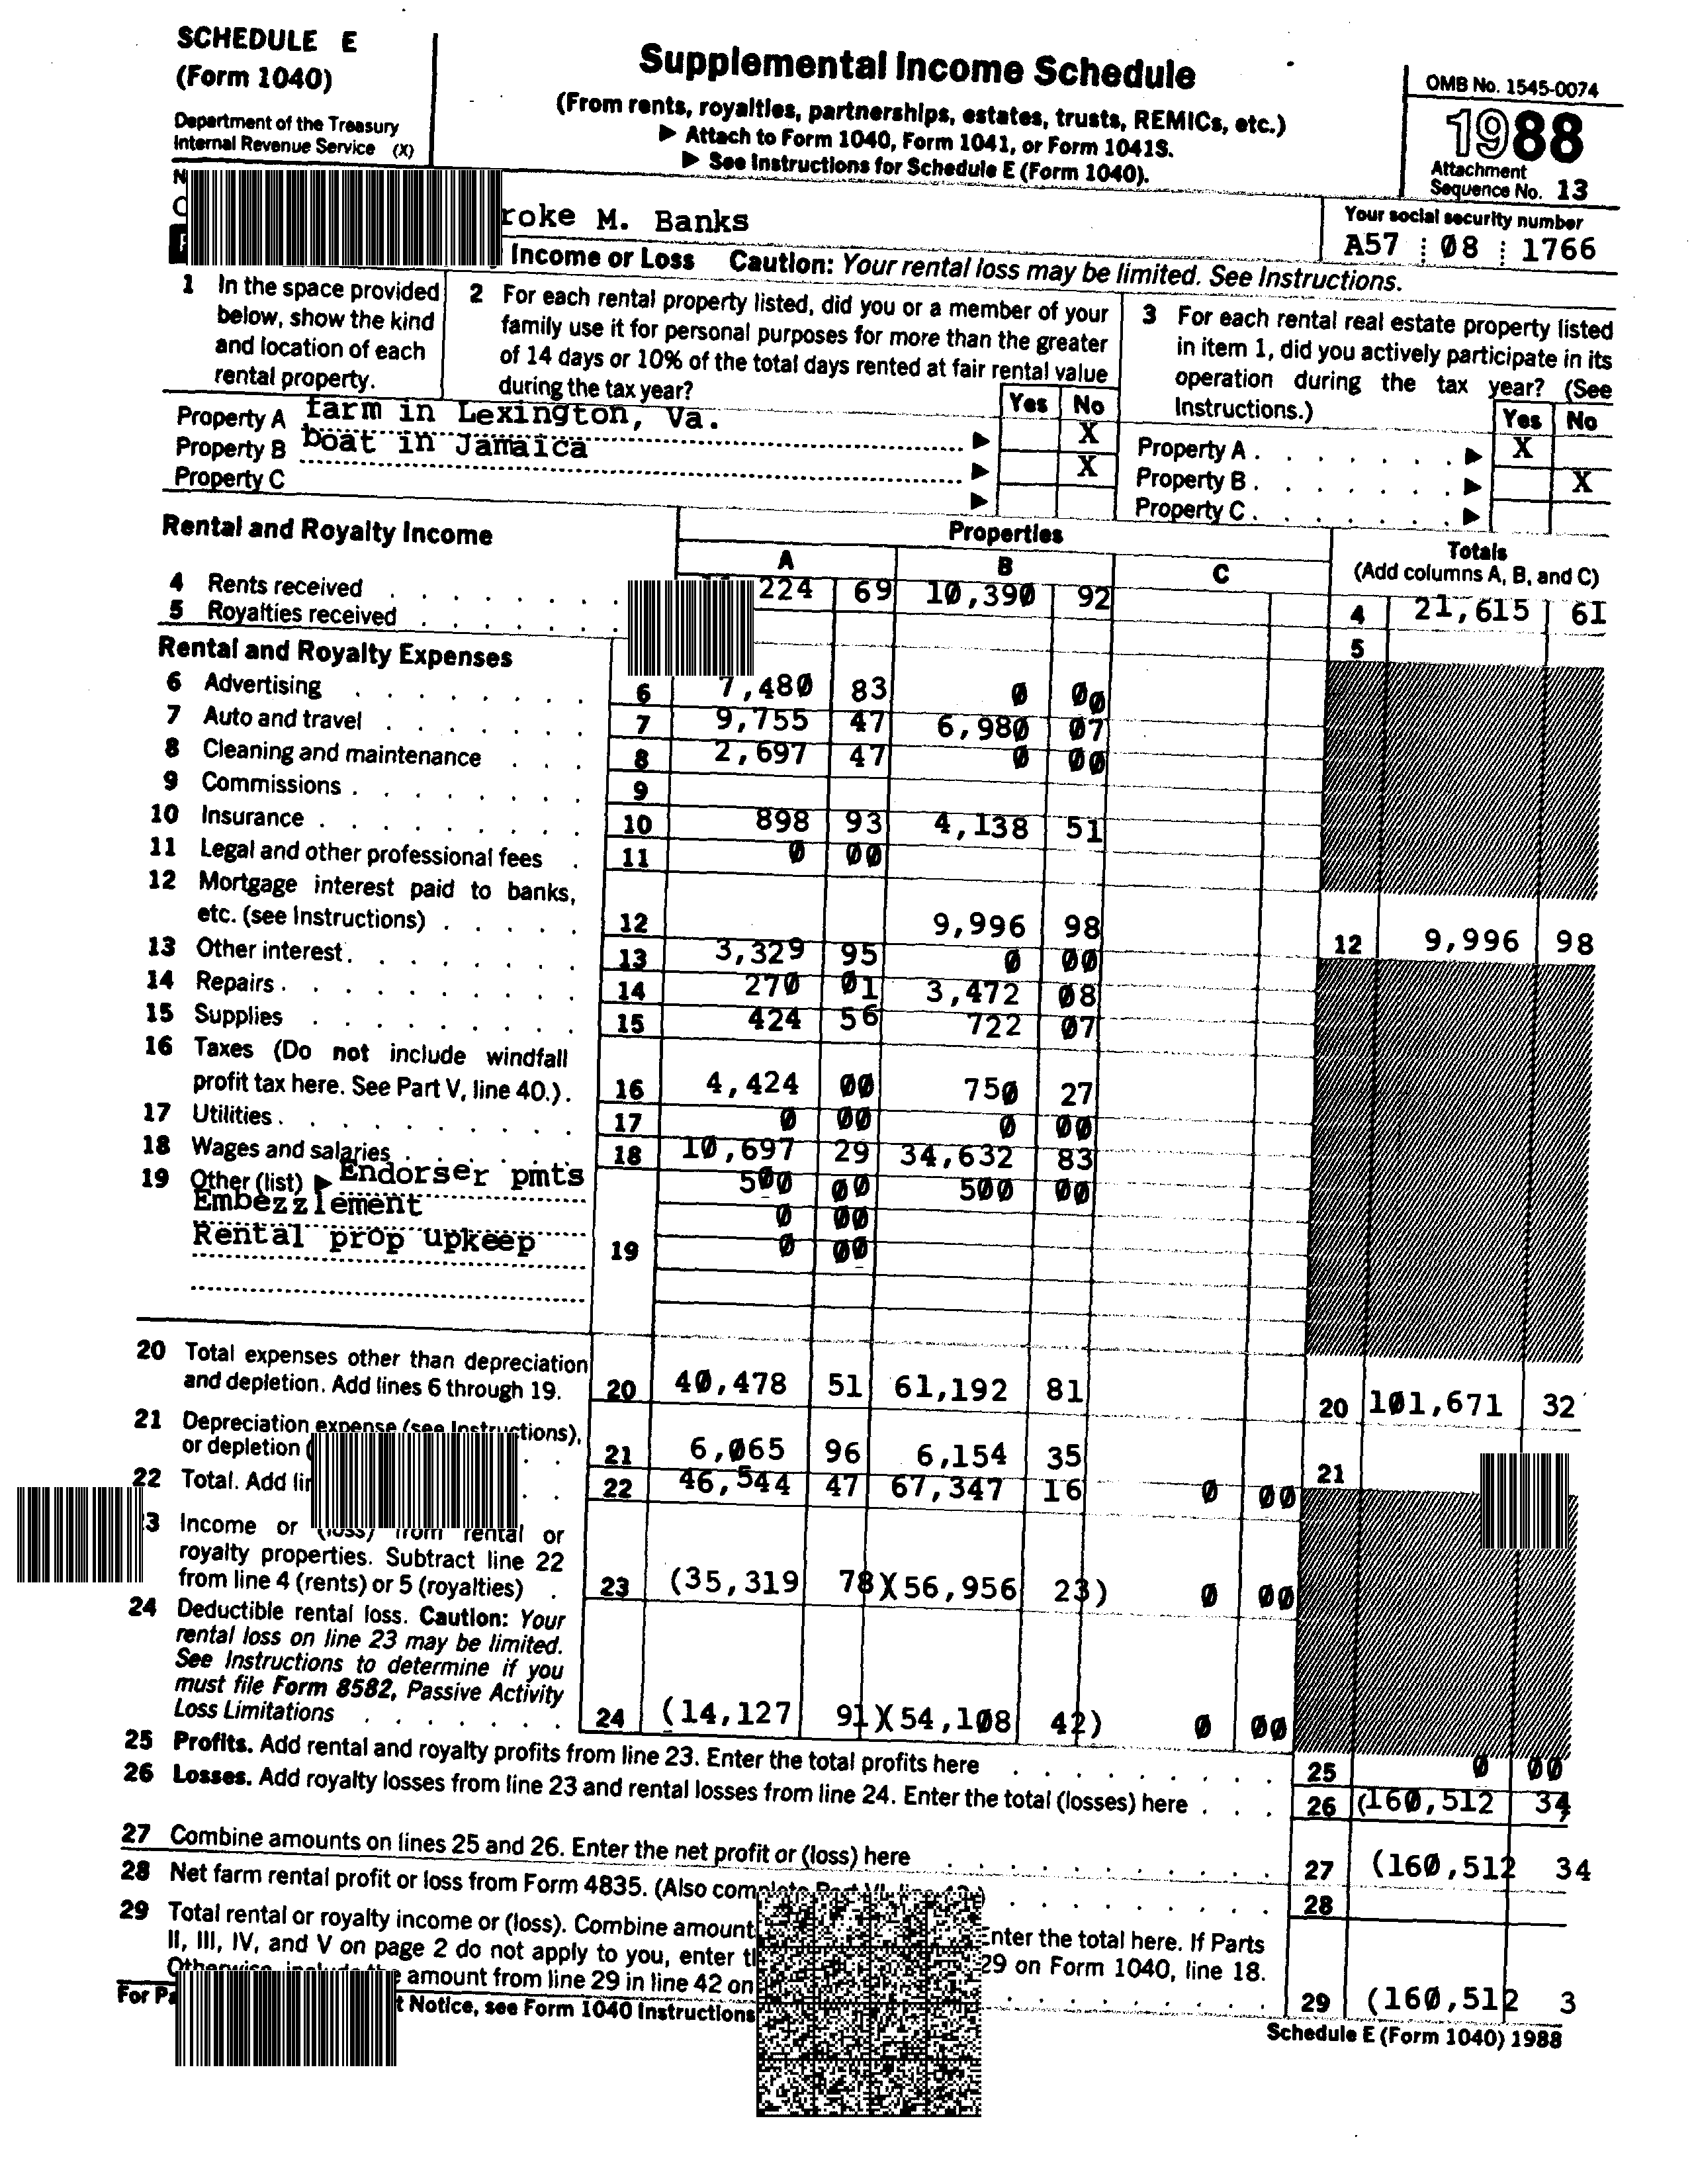 SCHEDULE E
(Form 1040)
Department of the Treasury
Internal Revenue Service (X)
Supplemental Income Schedule
(From rents, royalties, partnerships, estates, trusts, REMICs, etc.)
▶ Attach to Form 1040, Form 1041, or Form 1041S.
▶ See Instructions for Schedule E (Form 1040).
OMB No. 1545-0074
1988
Attachment
Sequence No. 13
M. Banks
Your social security number
A57 08 1766
Income or Loss Caution: Your rental loss may be limited. See Instructions.
1 In the space provided below, show the kind and location of each rental property.
2 For each rental property listed, did you or a member of your family use it for personal purposes for more than the greater of 14 days or 10% of the total days rented at fair rental value during the tax year?
3 For each rental real estate property listed in item 1, did you actively participate in its operation during the tax year? (See Instructions.)
Yes No
Yes No
Property A farm in Lexington, Va. ▶ X
Property A ▶ X
Property B boat in Jamaica ▶ X
Property B ▶ X
Property C ▶
Property C ▶
Rental and Royalty Income
Properties
A B C
Totals
(Add columns A, B, and C)
4 Rents received 224 69 10,390 92 4 21,615 61
5 Royalties received 5
Rental and Royalty Expenses
6 Advertising 6 7,480 83 0 00
7 Auto and travel 7 9,755 47 6,980 07
8 Cleaning and maintenance 8 2,697 47 0 00
9 Commissions 9
10 Insurance 10 898 93 4,138 51
11 Legal and other professional fees 11 0 00
12 Mortgage interest paid to banks,
etc. (see Instructions) 12 9,996 98 12 9,996 98
13 Other interest 13 3,329 95 0 00
14 Repairs 14 270 01 3,472 08
15 Supplies 15 424 56 722 07
16 Taxes (Do not include windfall
profit tax here. See Part V, line 40.) 16 4,424 00 750 27
17 Utilities 17 0 00 0 00
18 Wages and salaries 18 10,697 29 34,632 83
19 Other (list) ▶ Endorser pmts 500 00 500 00
Embezzlement 0 00
Rental prop upkeep 19 0 00
20 Total expenses other than depreciation
and depletion. Add lines 6 through 19. 20 40,478 51 61,192 81 20 101,671 32
21 Depreciation expense (see Instructions),
or depletion 21 6,065 96 6,154 35 21
22 Total. Add 22 46,544 47 67,347 16 0 00
Income or (loss) from rental or
royalty properties. Subtract line 22
from line 4 (rents) or 5 (royalties) 23 (35,319 78)(56,956 23) 0 00
24 Deductible rental loss. Caution: Your
rental loss on line 23 may be limited.
See Instructions to determine if you
must file Form 8582, Passive Activity
Loss Limitations 24 (14,127 91)(54,108 42) 0 00
25 Profits. Add rental and royalty profits from line 23. Enter the total profits here 25 0 00
26 Losses. Add royalty losses from line 23 and rental losses from line 24. Enter the total (losses) here 26 (160,512 34)
27 Combine amounts on lines 25 and 26. Enter the net profit or (loss) here 27 (160,512 34
28 Net farm rental profit or loss from Form 4835. (Also complete Part VI, line 43.) 28
29 Total rental or royalty income or (loss). Combine Enter the total here. If Parts
II, III, IV, and V on page 2 do not apply to you, enter 29 on Form 1040, line 18.
Otherwise, include the amount from line 29 in line 42 on 29 (160,512 3
For Notice, see Form 1040 Instructions
Schedule E (Form 1040) 1988